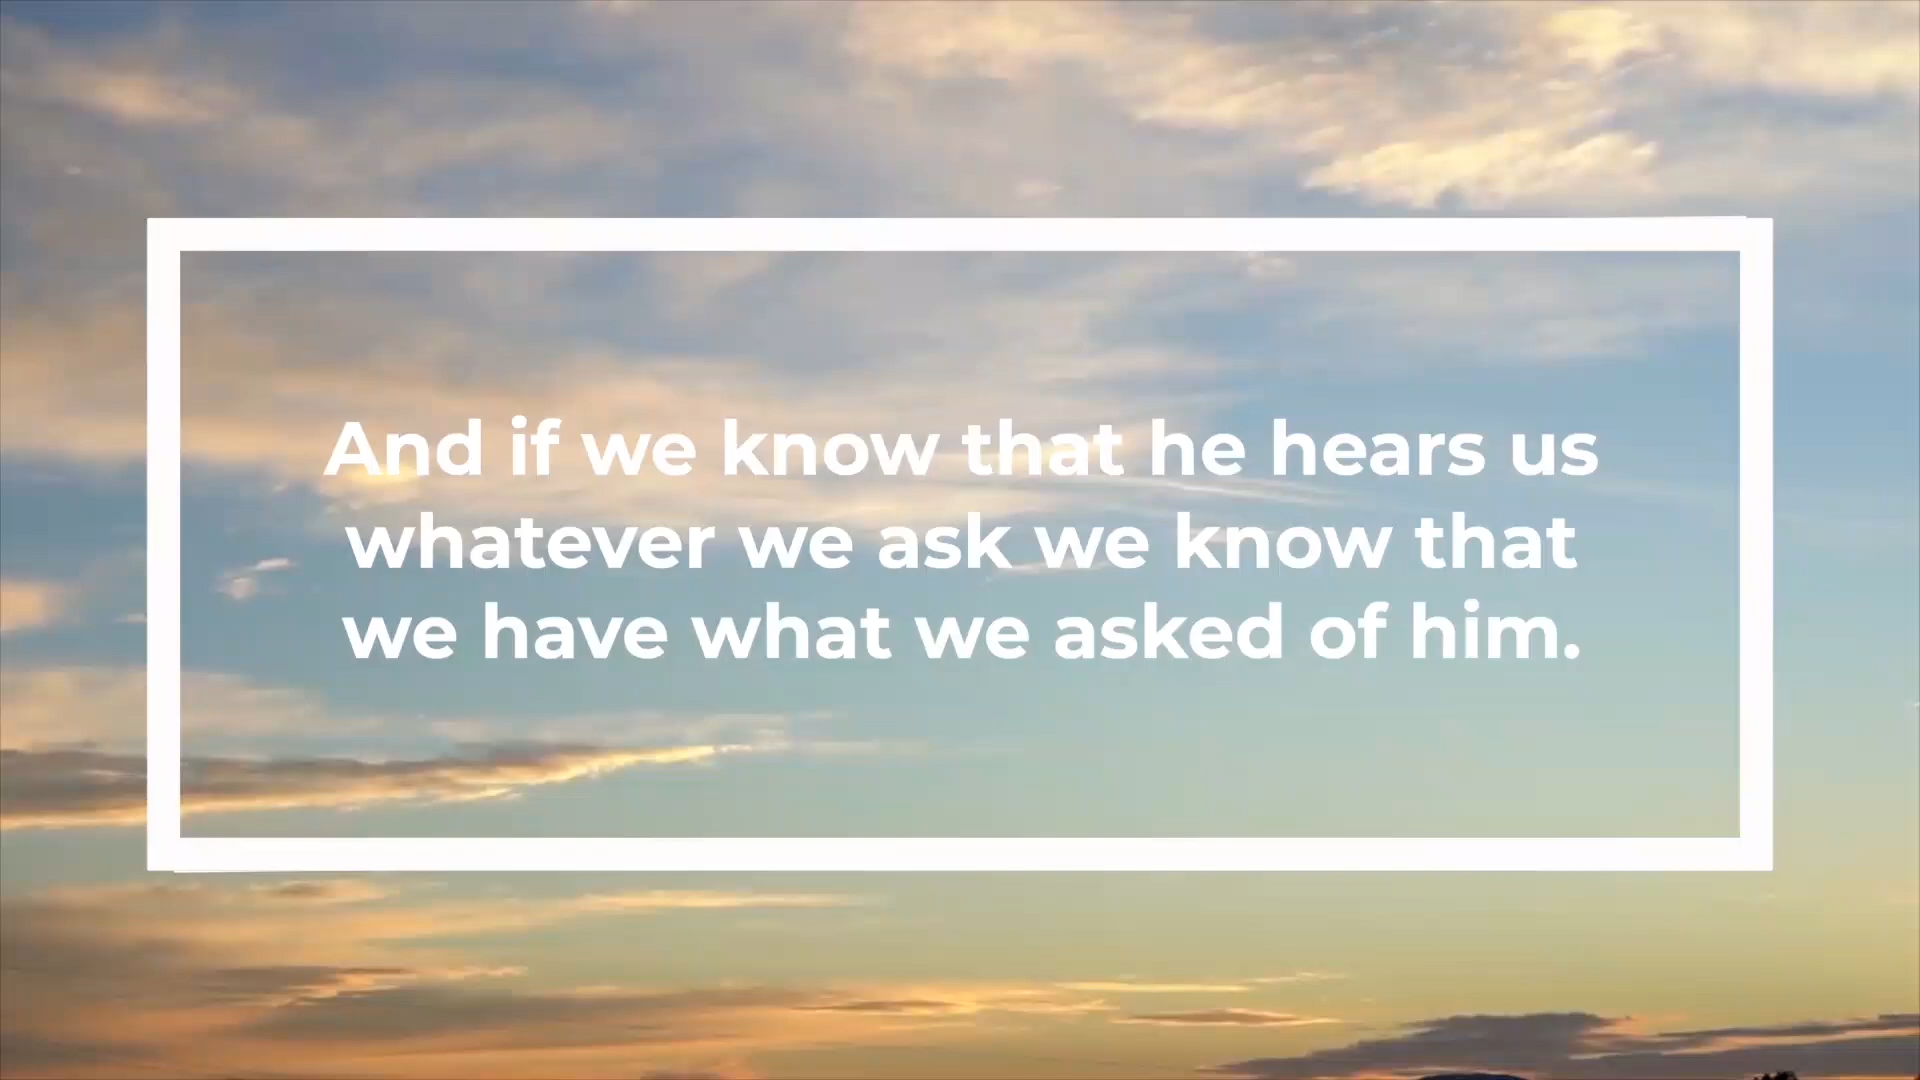 And if we know that he hears us
whatever we ask we know that
we have what we asked of him.